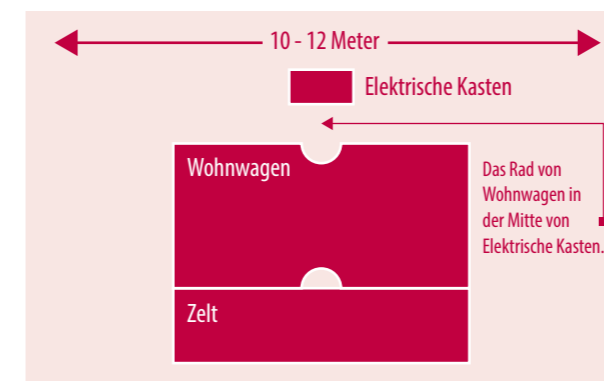 10 - 12 Meter
Elektrische Kasten
Wohnwagen
Das Rad von
Wohnwagen in
der Mitte von
Elektrische Kasten.
Zelt